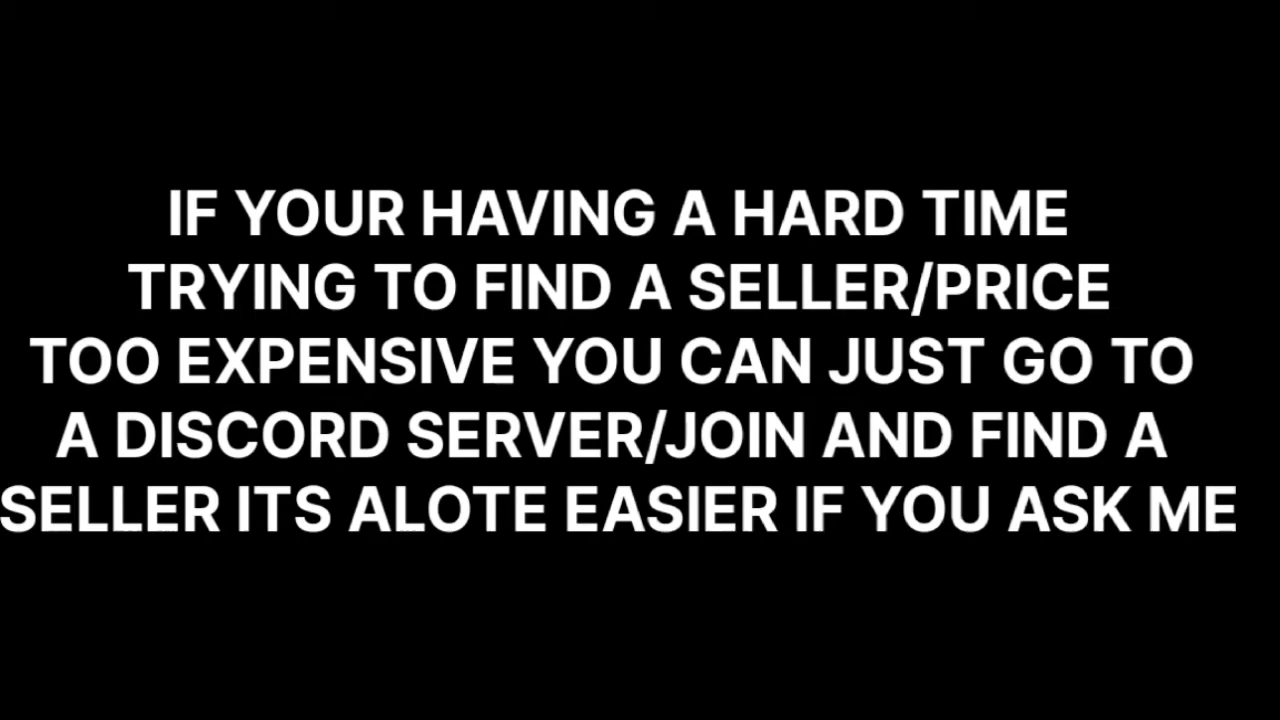 IF YOUR HAVING A HARD TIME
TRYING TO FIND A SELLER/PRICE
TOO EXPENSIVE YOU CAN JUST GO TO
A DISCORD SERVER/JOIN AND FIND A
SELLER ITS ALOTE EASIER IF YOU ASK ME